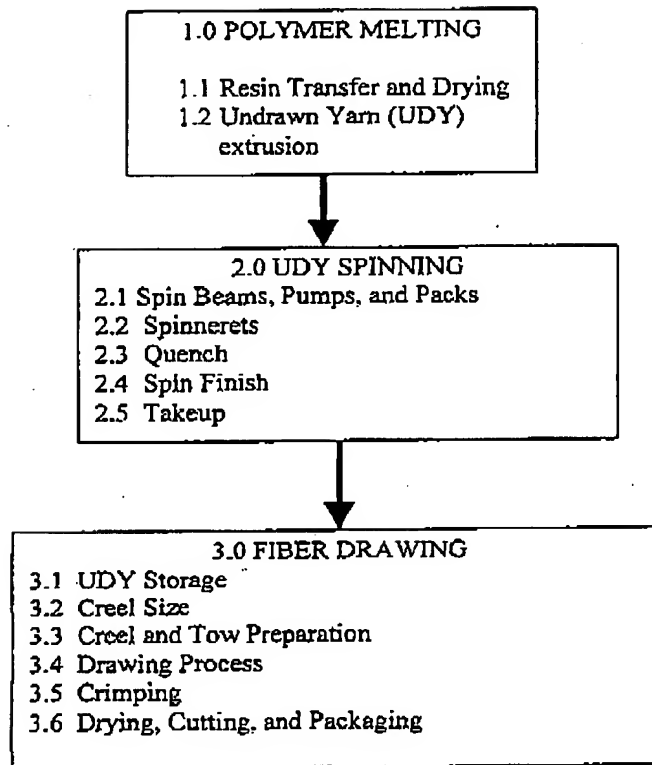 1.0 POLYMER MELTING
1.1 Resin Transfer and Drying
1.2 Undrawn Yarn (UDY)
extrusion
2.0 UDY SPINNING
2.1 Spin Beams, Pumps, and Packs
2.2 Spinnerets
2.3 Quench
2.4 Spin Finish
2.5 Takeup
3.0 FIBER DRAWING
3.1 UDY Storage
3.2 Creel Size
3.3 Creel and Tow Preparation
3.4 Drawing Process
3.5 Crimping
3.6 Drying, Cutting, and Packaging